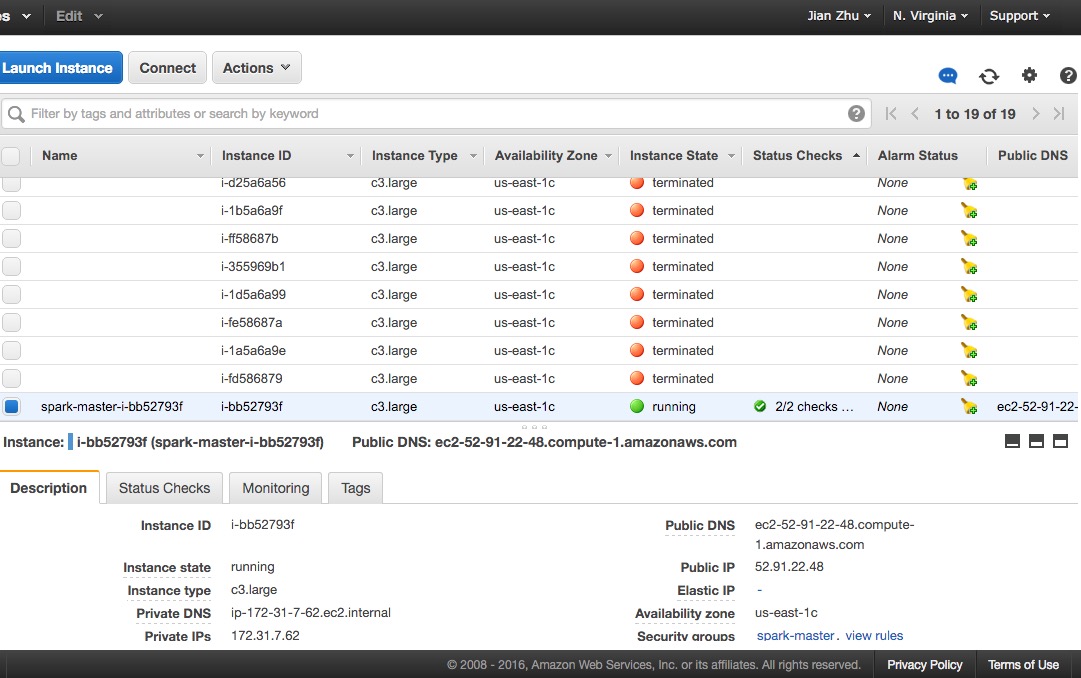 es Edit Jian Zhu N. Virginia Support
Launch Instance Connect Actions
Filter by tags and attributes or search by keyword 1 to 19 of 19
Name Instance ID Instance Type Availability Zone Instance State Status Checks Alarm Status Public DNS
i-d25a6a56 c3.large us-east-1c terminated None
i-1b5a6a9f c3.large us-east-1c terminated None
i-ff58687b c3.large us-east-1c terminated None
i-355969b1 c3.large us-east-1c terminated None
i-1d5a6a99 c3.large us-east-1c terminated None
i-fe58687a c3.large us-east-1c terminated None
i-1a5a6a9e c3.large us-east-1c terminated None
i-fd586879 c3.large us-east-1c terminated None
spark-master-i-bb52793f i-bb52793f c3.large us-east-1c running 2/2 checks ... None ec2-52-91-22-
Instance: i-bb52793f (spark-master-i-bb52793f) Public DNS: ec2-52-91-22-48.compute-1.amazonaws.com
Description Status Checks Monitoring Tags
Instance ID i-bb52793f Public DNS ec2-52-91-22-48.compute-
1.amazonaws.com
Instance state running Public IP 52.91.22.48
Instance type c3.large Elastic IP -
Private DNS ip-172-31-7-62.ec2.internal Availability zone us-east-1c
Private IPs 172.31.7.62 Security groups spark-master. view rules
© 2008 - 2016, Amazon Web Services, Inc. or its affiliates. All rights reserved. Privacy Policy Terms of Use